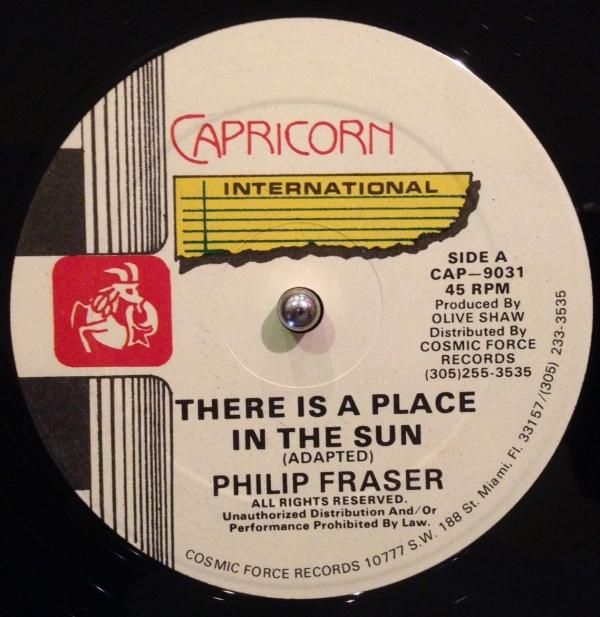 CAPRICORN
INTERNATIONAL
SIDE A
CAP—9031
45 RPM
Produced By
OLIVE SHAW
Distributed By
COSMIC FORCE
RECORDS
(305)255-3535
THERE IS A PLACE
IN THE SUN
(ADAPTED)
PHILIP FRASER
ALL RIGHTS RESERVED.
Unauthorized Distribution And/Or
Performance Prohibited By Law.
COSMIC FORCE RECORDS 10777 S.W. 188 St. Miami, Fl. 33157/(305) 233-3535